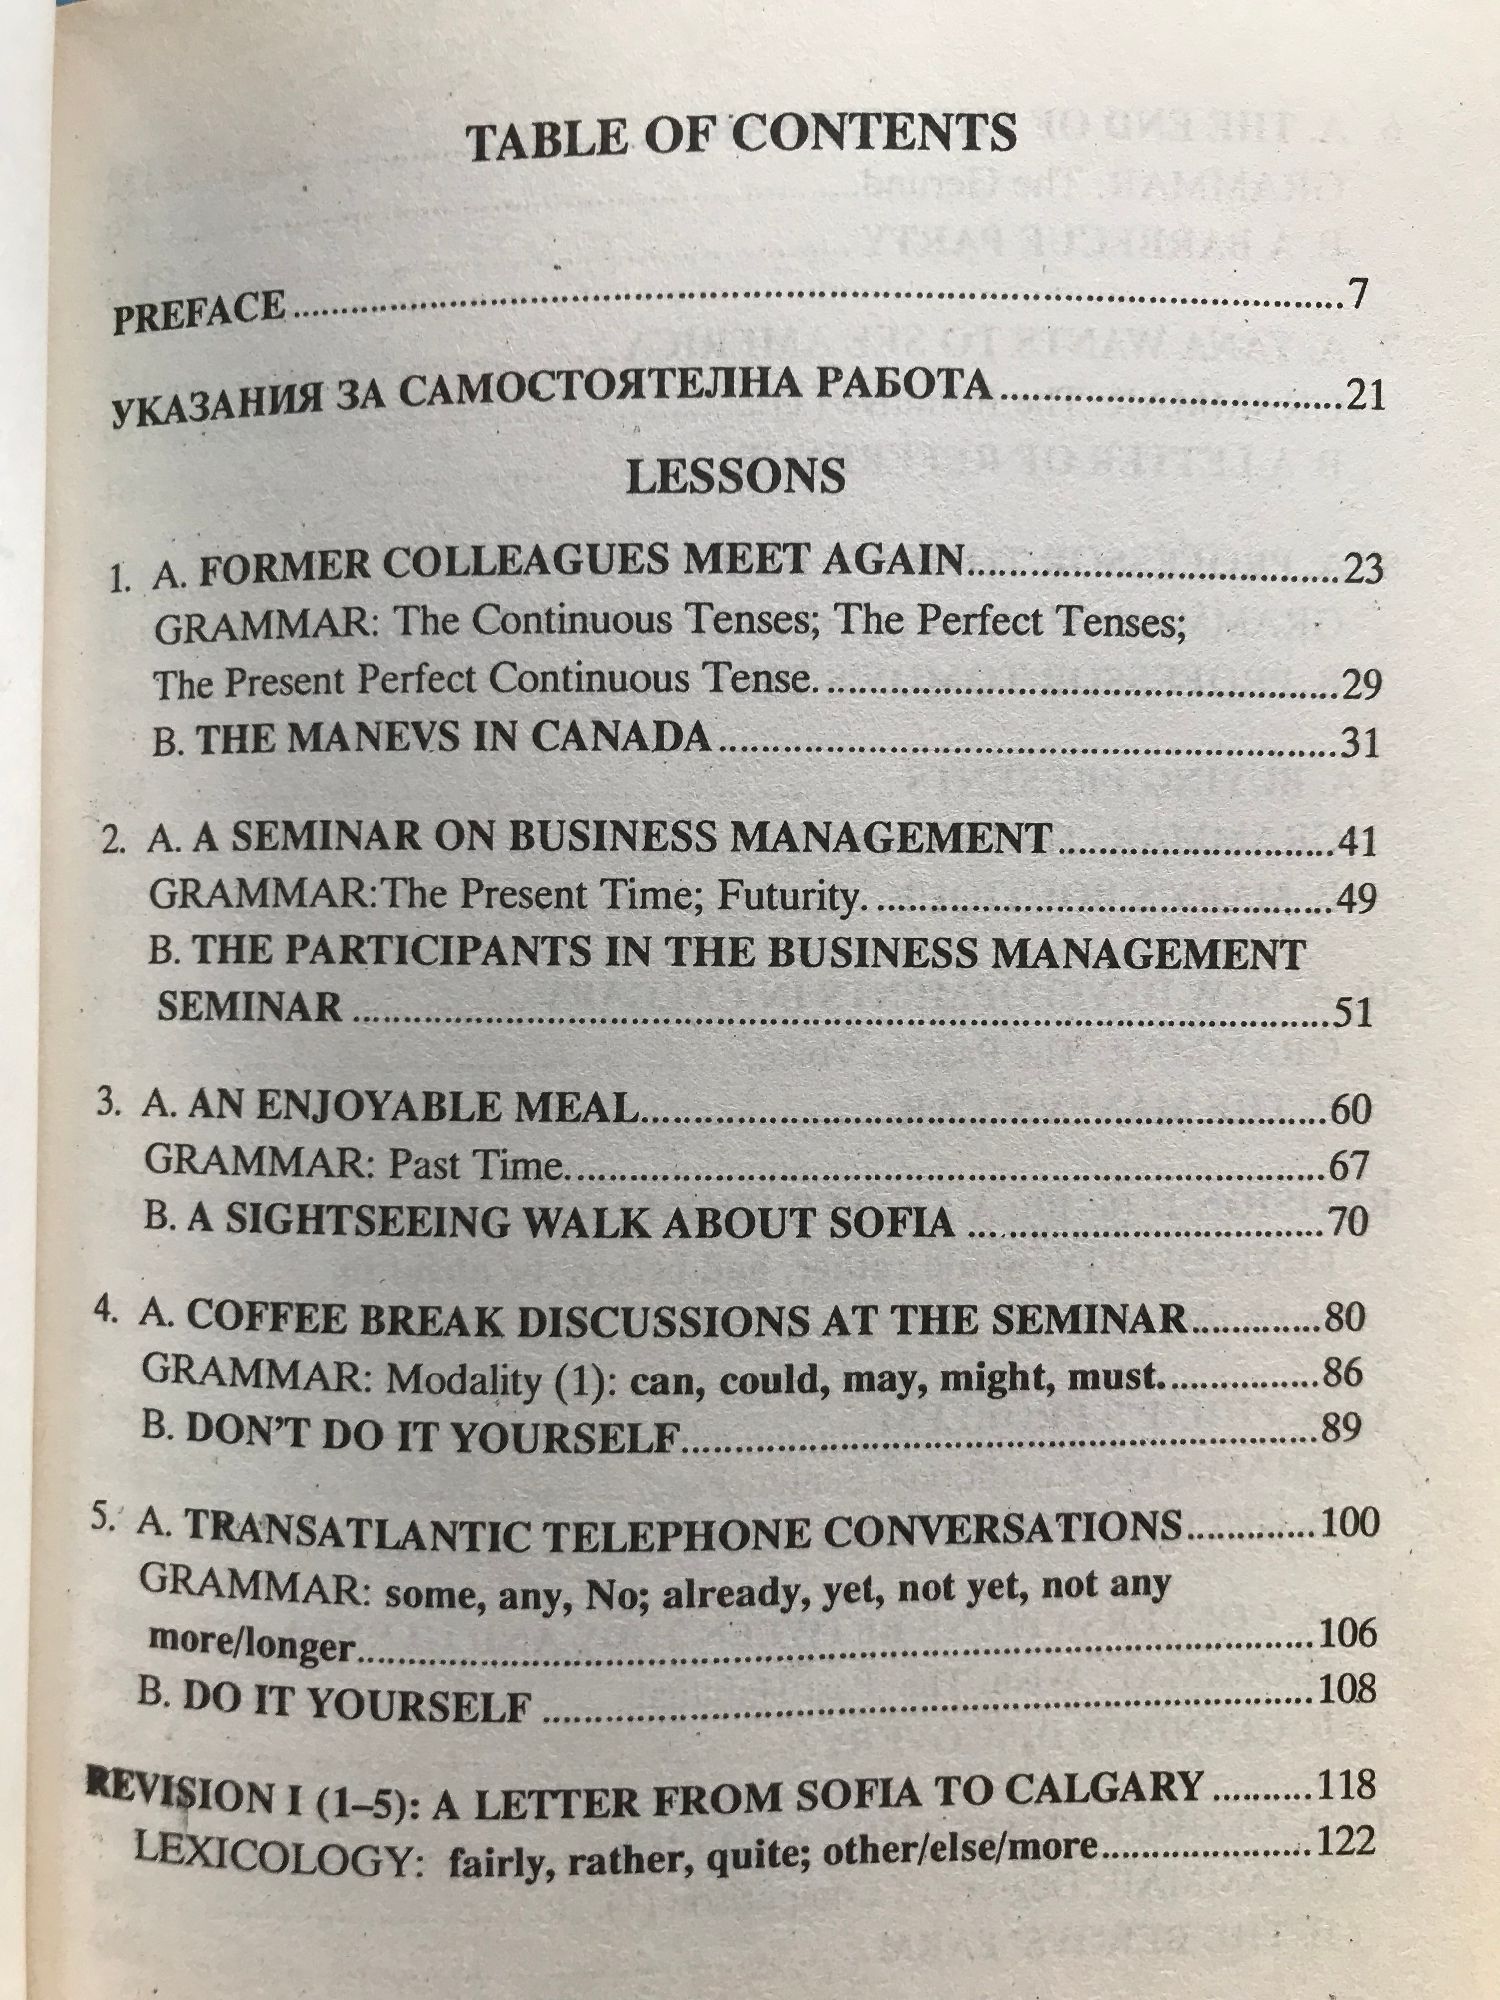 TABLE OF CONTENTS
PREFACE....................7
УКАЗАНИЯ ЗА САМОСТОЯТЕЛНА РАБОТА....................21
LESSONS
1. A. FORMER COLLEAGUES MEET AGAIN....................23
GRAMMAR: The Continuous Tenses; The Perfect Tenses;
The Present Perfect Continuous Tense.....................29
B. THE MANEVS IN CANADA....................31
2. A. A SEMINAR ON BUSINESS MANAGEMENT....................41
GRAMMAR:The Present Time; Futurity.....................49
B. THE PARTICIPANTS IN THE BUSINESS MANAGEMENT
SEMINAR....................51
3. A. AN ENJOYABLE MEAL....................60
GRAMMAR: Past Time.....................67
B. A SIGHTSEEING WALK ABOUT SOFIA....................70
4. A. COFFEE BREAK DISCUSSIONS AT THE SEMINAR....................80
GRAMMAR: Modality (1): can, could, may, might, must.....................86
B. DON'T DO IT YOURSELF....................89
5. A. TRANSATLANTIC TELEPHONE CONVERSATIONS....................100
GRAMMAR: some, any, No; already, yet, not yet, not any
more/longer....................106
B. DO IT YOURSELF....................108
REVISION I (1–5): A LETTER FROM SOFIA TO CALGARY....................118
LEXICOLOGY: fairly, rather, quite; other/else/more....................122